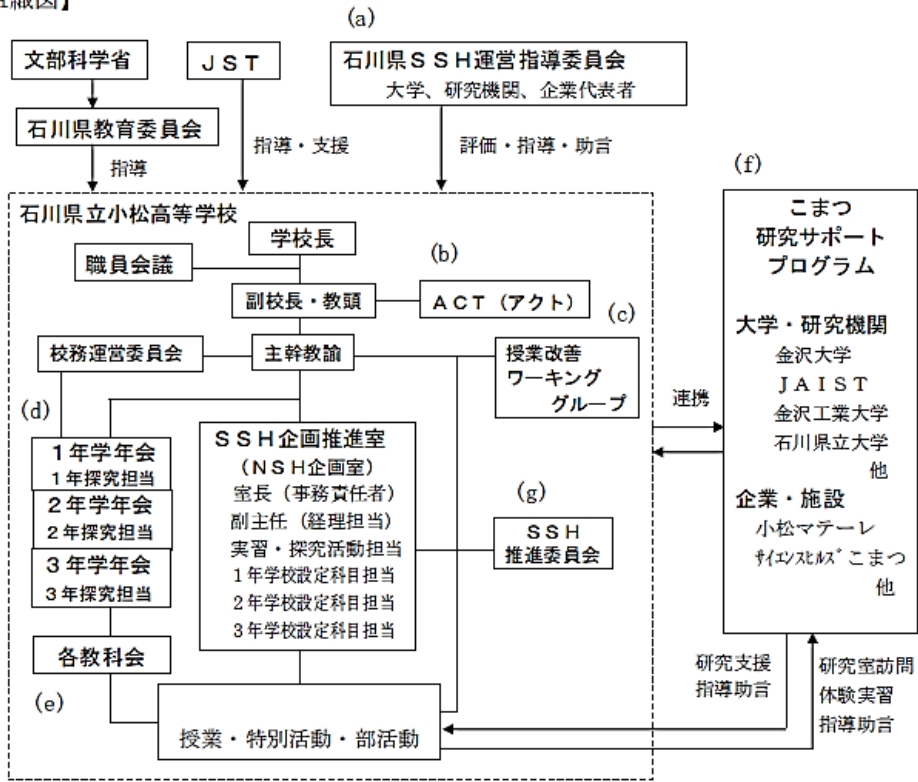 組織図】
(a)
文部科学省
JST
石川県SSH運営指導委員会
大学、研究機関、企業代表者
石川県教育委員会
指導
指導・支援
評価・指導・助言
石川県立小松高等学校
学校長
職員会議
(b)
副校長・教頭
ACT(アクト)
(c)
校務運営委員会
主幹教諭
授業改善
ワーキング
グループ
(d)
1年学年会
1年探究担当
2年学年会
2年探究担当
3年学年会
3年探究担当
SSH企画推進室
(NSH企画室)
室長(事務責任者)
副主任(経理担当)
実習・探究活動担当
1年学校設定科目担当
2年学校設定科目担当
3年学校設定科目担当
(g)
SSH
推進委員会
各教科会
(e)
授業・特別活動・部活動
連携
(f)
こまつ
研究サポート
プログラム
大学・研究機関
金沢大学
JAIST
金沢工業大学
石川県立大学
他
企業・施設
小松マテーレ
サイエンスヒルズこまつ
他
研究支援
指導助言
研究室訪問
体験実習
指導助言